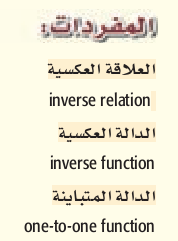 المفردات:
العلاقة العكسية
inverse relation
الدالة العكسية
inverse function
الدالة المتباينة
one-to-one function